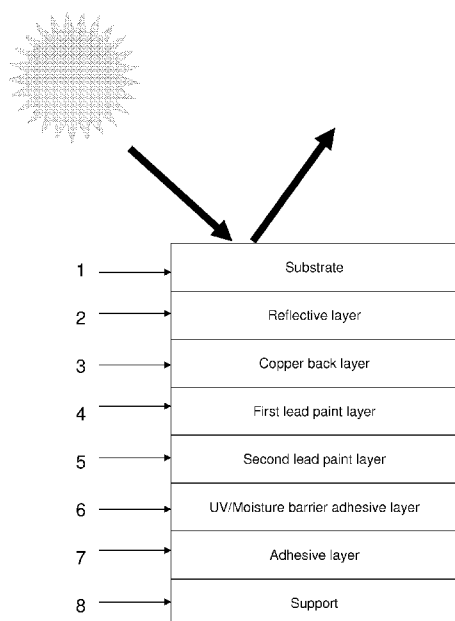 1 Substrate
2 Reflective layer
3 Copper back layer
4 First lead paint layer
5 Second lead paint layer
6 UV/Moisture barrier adhesive layer
7 Adhesive layer
8 Support